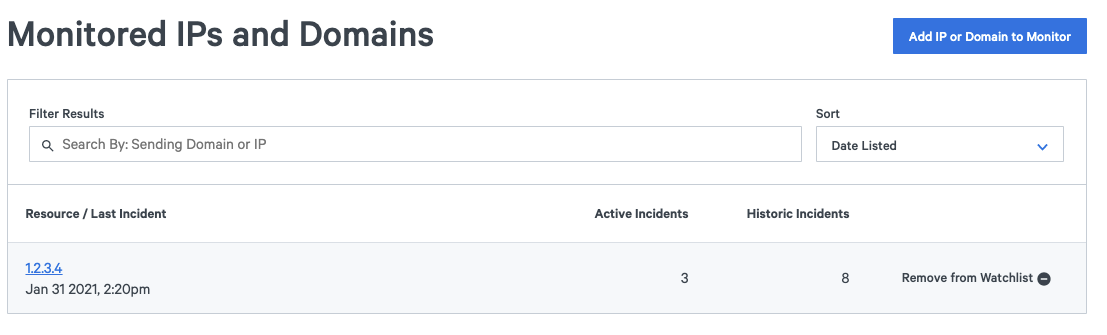 Monitored IPs and Domains
Add IP or Domain to Monitor
Filter Results
Sort
Search By: Sending Domain or IP
Date Listed
Resource / Last Incident
Active Incidents
Historic Incidents
1.2.3.4
Jan 31 2021, 2:20pm
3
8
Remove from Watchlist